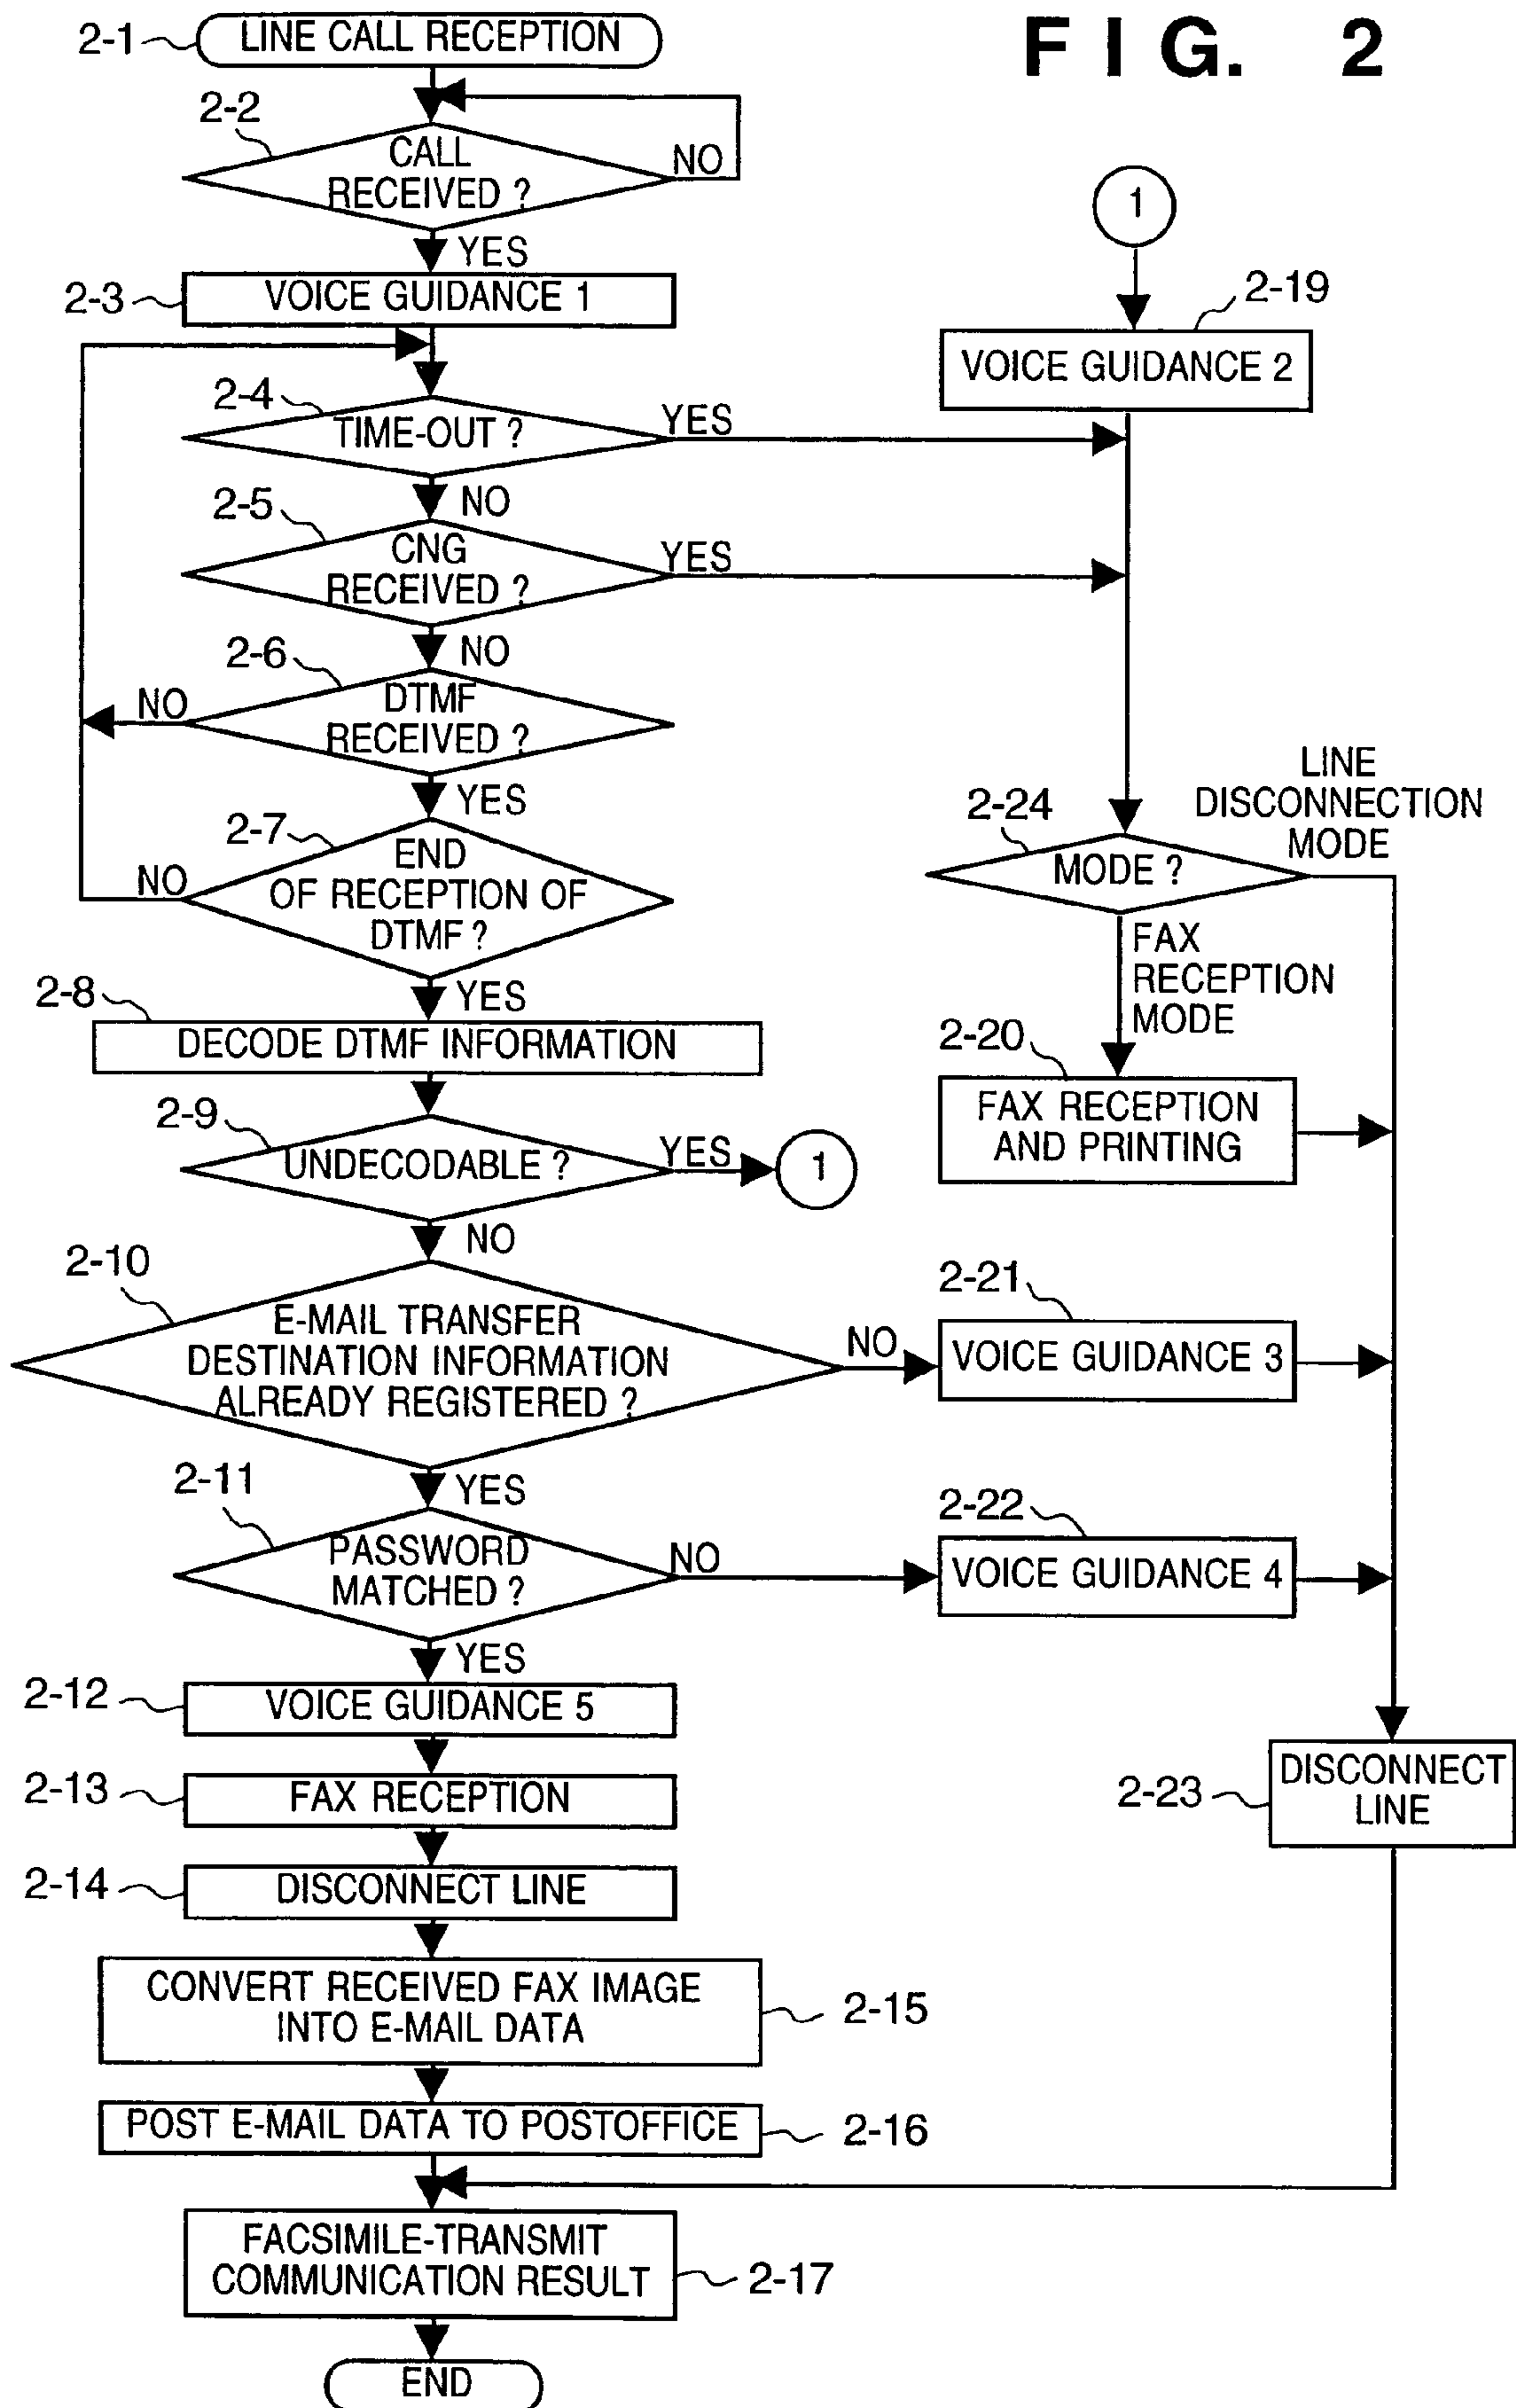 FIG. 2
2-1
LINE CALL RECEPTION
2-2
CALL
RECEIVED ?
NO
YES
2-3
VOICE GUIDANCE 1
2-4
TIME-OUT ?
YES
NO
2-5
CNG
RECEIVED ?
YES
NO
2-6
DTMF
RECEIVED ?
NO
YES
2-7
END
OF RECEPTION OF
DTMF ?
NO
YES
2-8
DECODE DTMF INFORMATION
2-9
UNDECODABLE ?
YES
1
NO
2-10
E-MAIL TRANSFER
DESTINATION INFORMATION
ALREADY REGISTERED ?
NO
YES
2-11
PASSWORD
MATCHED ?
NO
YES
2-12
VOICE GUIDANCE 5
2-13
FAX RECEPTION
2-14
DISCONNECT LINE
CONVERT RECEIVED FAX IMAGE
INTO E-MAIL DATA
2-15
POST E-MAIL DATA TO POSTOFFICE
2-16
FACSIMILE-TRANSMIT
COMMUNICATION RESULT
2-17
END
1
2-19
VOICE GUIDANCE 2
2-24
MODE ?
LINE
DISCONNECTION
MODE
FAX
RECEPTION
MODE
2-20
FAX RECEPTION
AND PRINTING
2-21
VOICE GUIDANCE 3
2-22
VOICE GUIDANCE 4
2-23
DISCONNECT
LINE